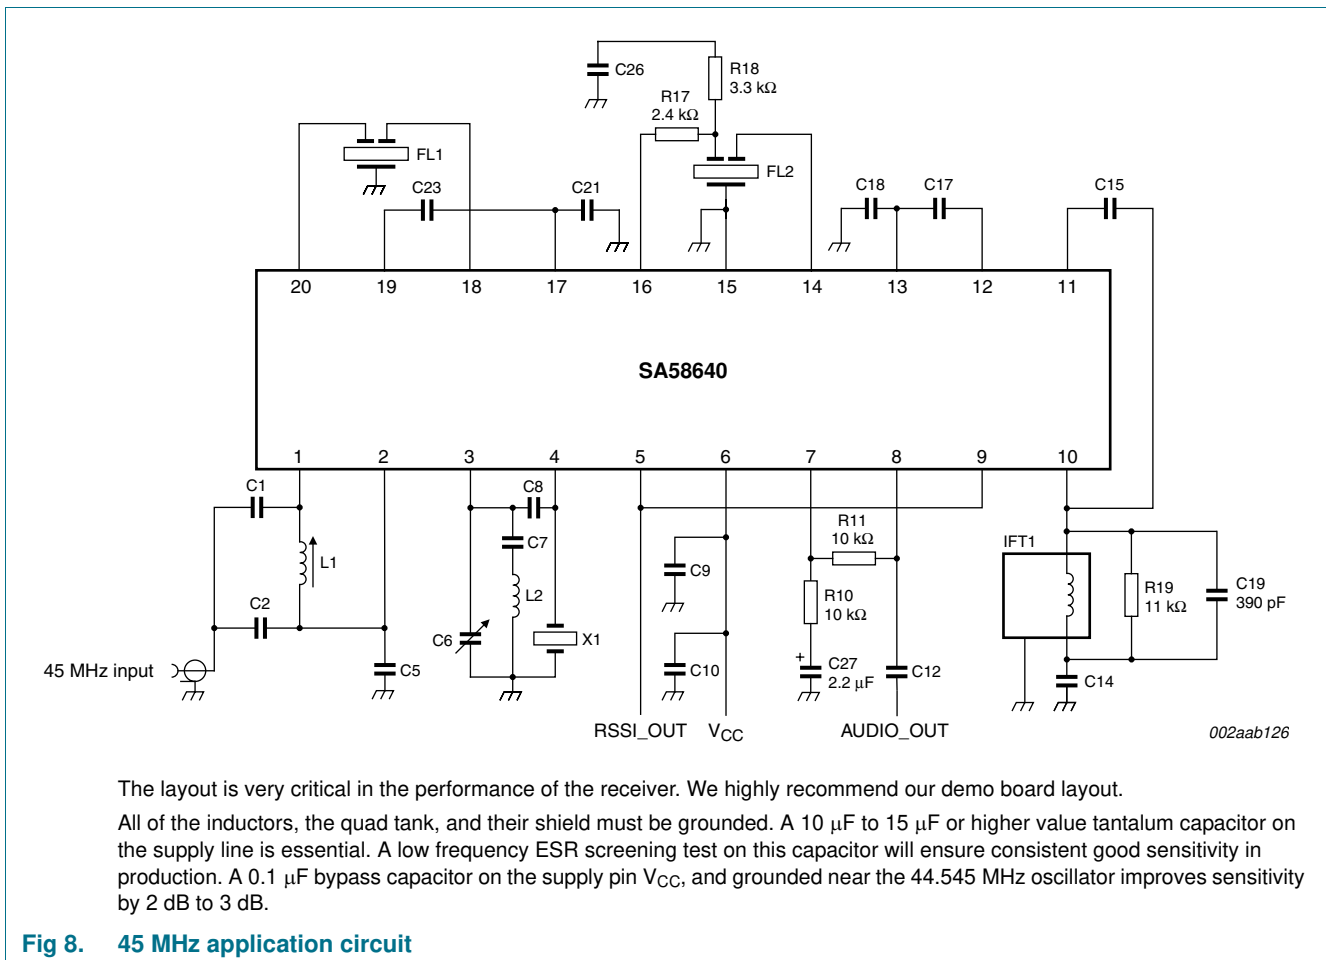 C26
R18
3.3 kΩ
R17
2.4 kΩ
FL1
FL2
C23
C21
C18
C17
C15
20 19 18 17 16 15 14 13 12 11
SA58640
1 2 3 4 5 6 7 8 9 10
C1
C8
R11
10 kΩ
IFT1
L1
C7
C9
R10
10 kΩ
R19
11 kΩ
C19
390 pF
C2
L2
C6
X1
45 MHz input
C5
C10
+
C27
2.2 μF
C12
C14
RSSI_OUT
VCC
AUDIO_OUT
002aab126
The layout is very critical in the performance of the receiver. We highly recommend our demo board layout.
All of the inductors, the quad tank, and their shield must be grounded. A 10 μF to 15 μF or higher value tantalum capacitor on
the supply line is essential. A low frequency ESR screening test on this capacitor will ensure consistent good sensitivity in
production. A 0.1 μF bypass capacitor on the supply pin VCC, and grounded near the 44.545 MHz oscillator improves sensitivity
by 2 dB to 3 dB.
Fig 8. 45 MHz application circuit